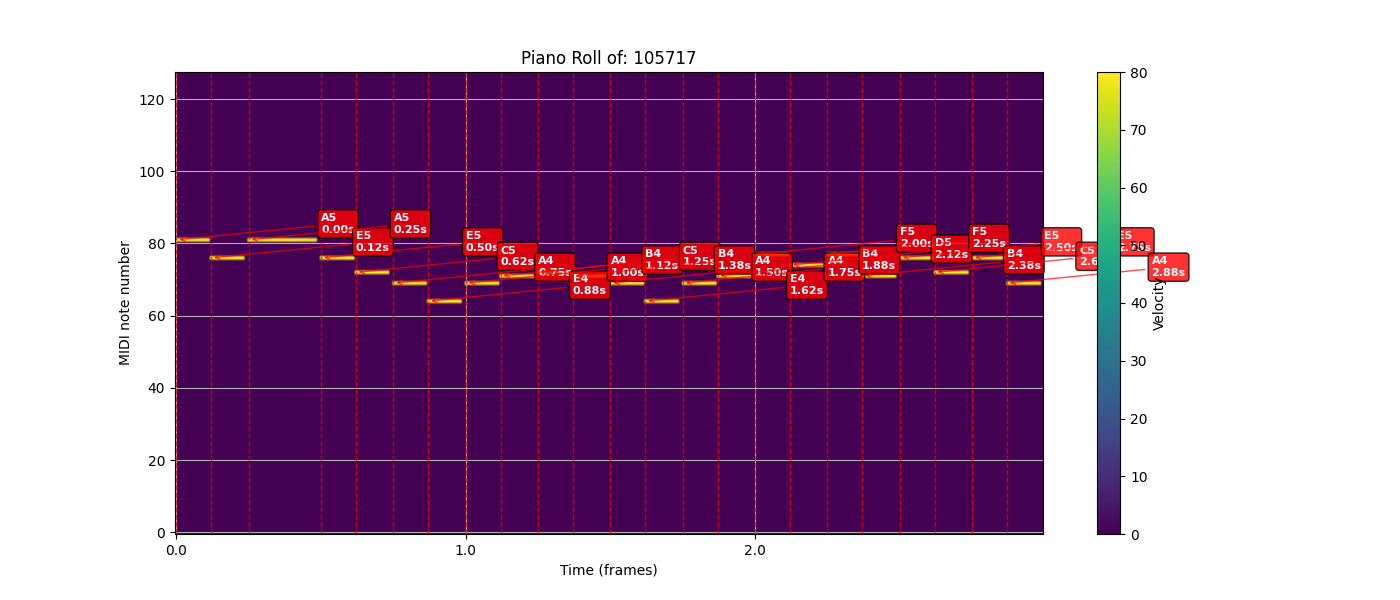 Piano Roll of: 105717
MIDI note number
120
100
80
60
40
20
0
A5
0.00s
E5
0.12s
A5
0.25s
E5
0.50s
C5
0.62s
A4
0.75s
E4
0.88s
A4
1.00s
B4
1.12s
C5
1.25s
B4
1.38s
A4
1.50s
E4
1.62s
A4
1.75s
B4
1.88s
F5
2.00s
D5
2.12s
F5
2.25s
B4
2.38s
E5
2.50s
C5
E5
A4
2.88s
0.0
1.0
2.0
Time (frames)
80
70
60
50
40
30
20
10
0
Velocity